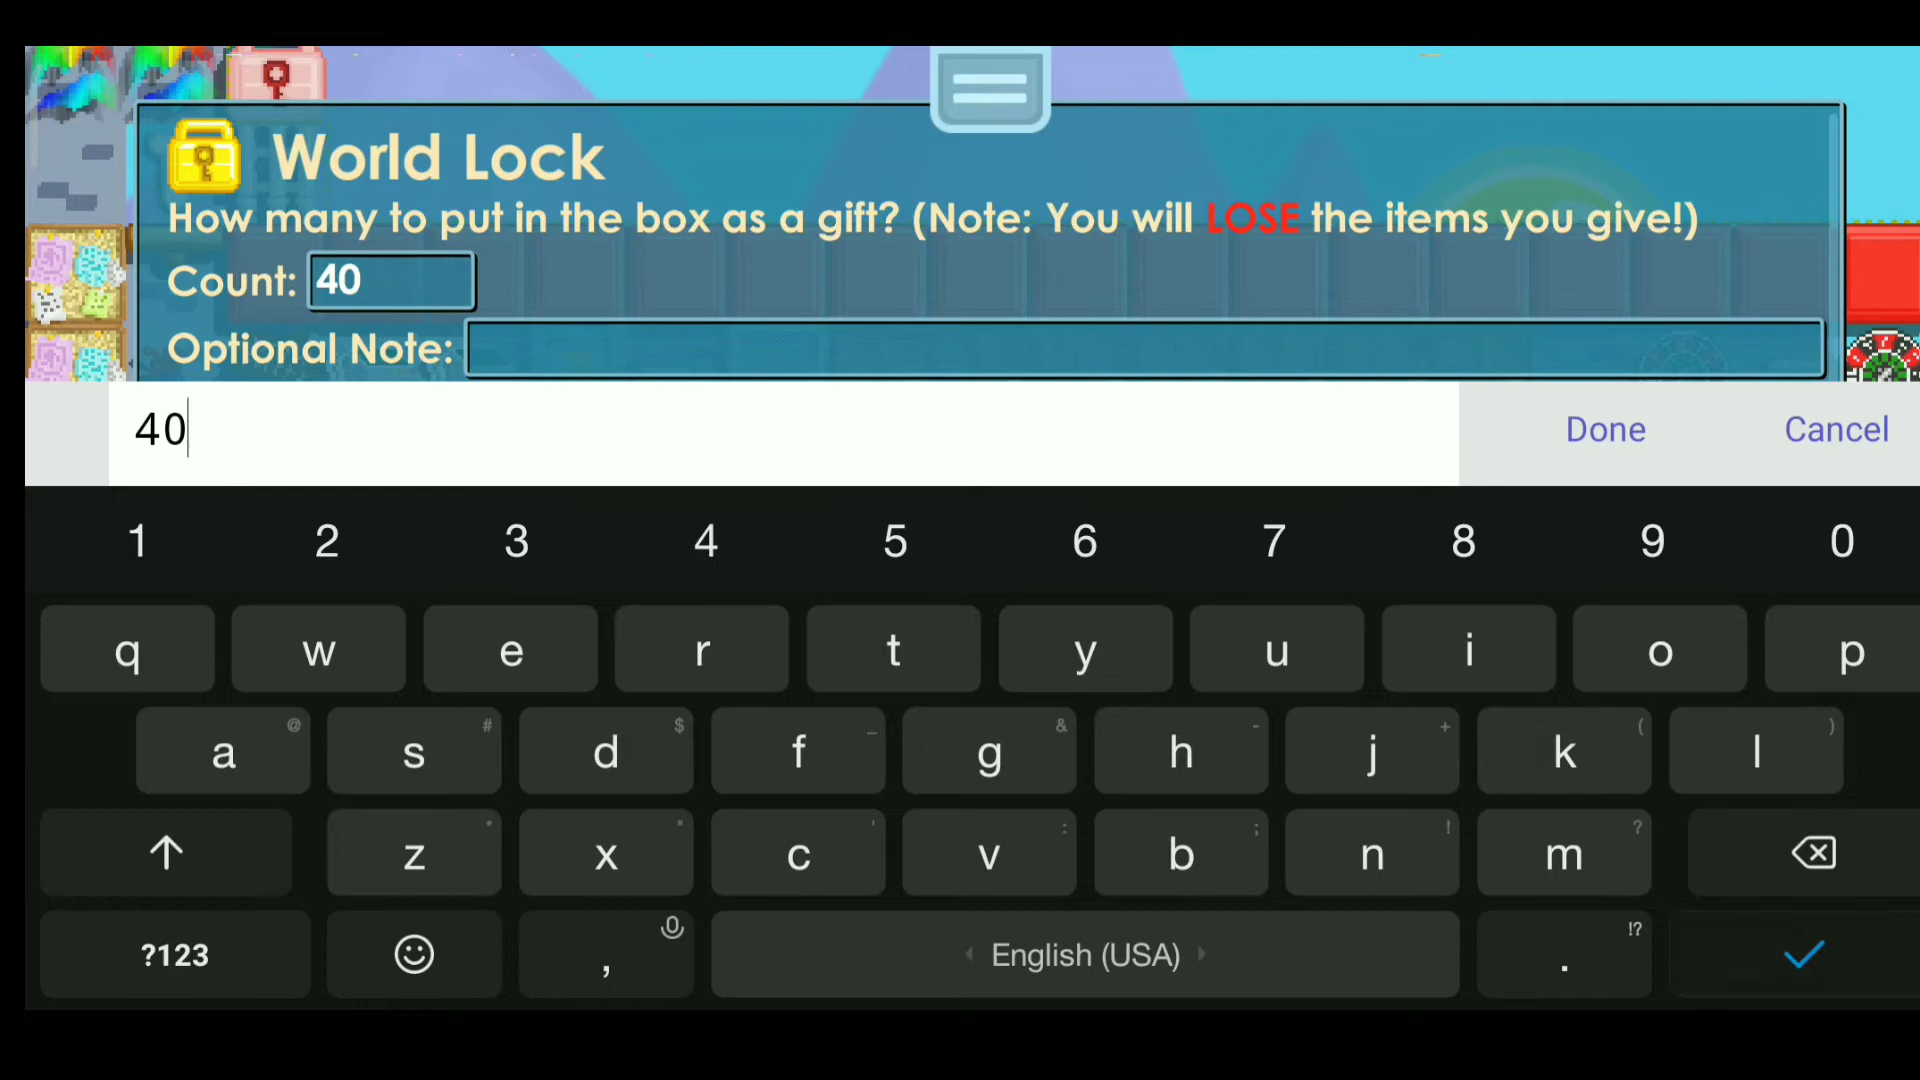 World Lock
How many to put in the box as a gift? (Note: You will LOSE the items you give!)
Count: 40
Optional Note:
40
Done Cancel
1 2 3 4 5 6 7 8 9 0
q w e r t y u i o p
@ # $ _ & - + ( )
a s d f g h j k l
* " ' : ; ! ?
z x c v b n m
!?
?123 , English (USA) .